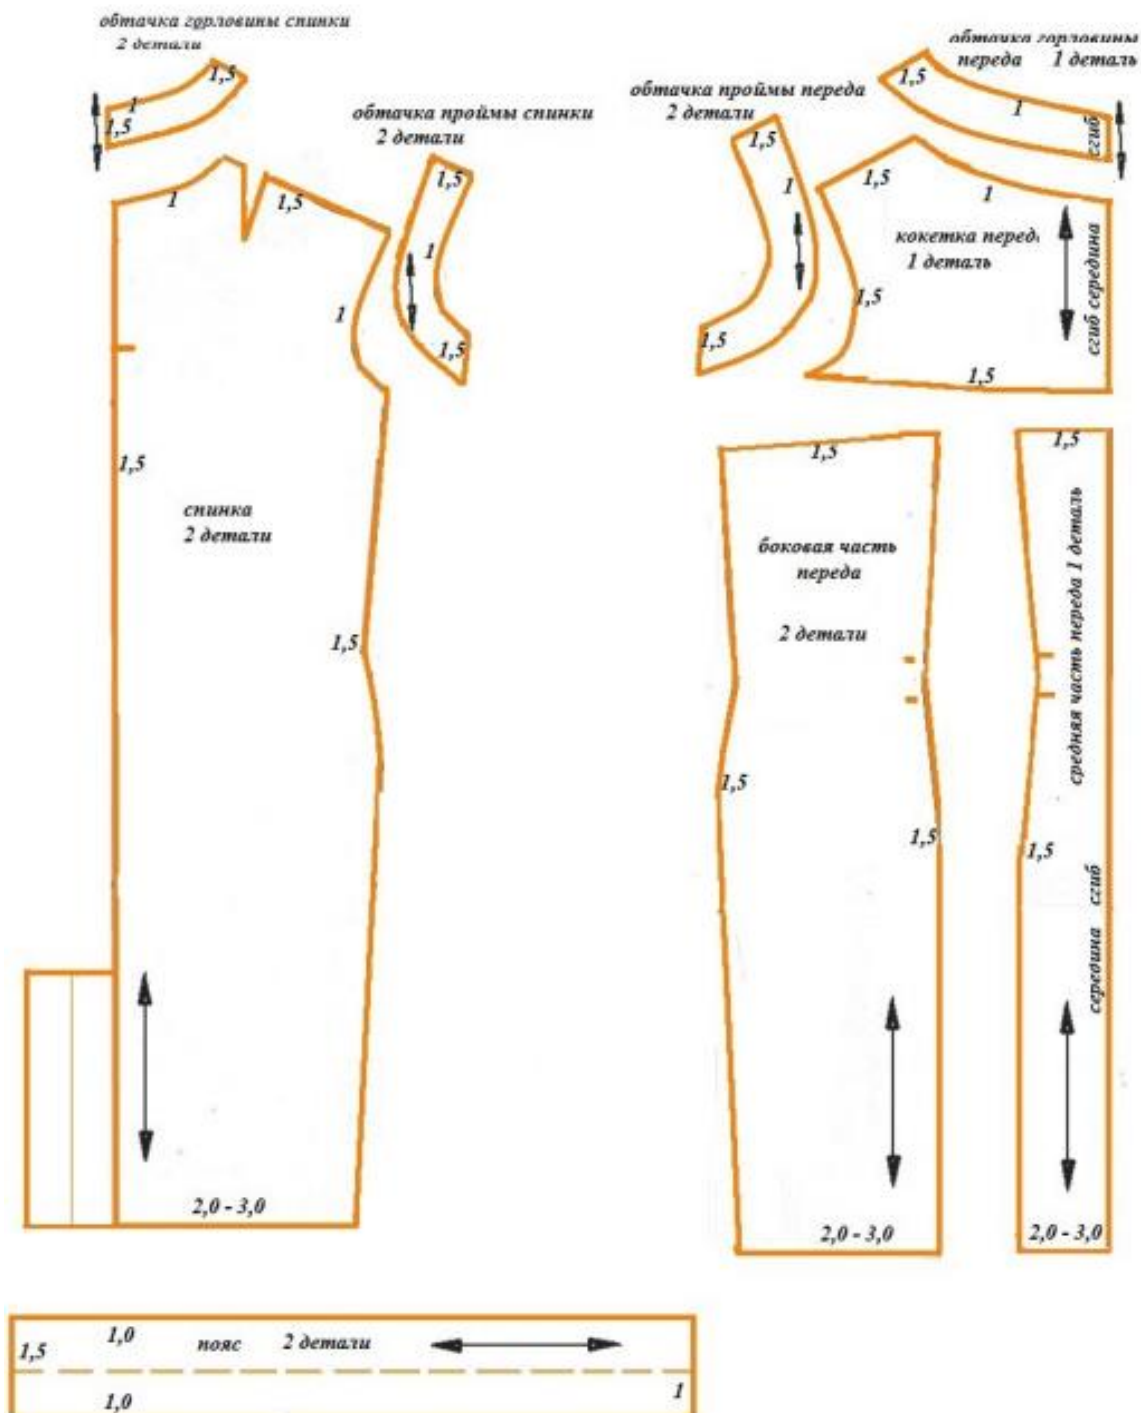 обтачка горловины спинки
2 детали
1,5
1
1,5
обтачка проймы спинки
2 детали
1,5
1
1,5
обтачка проймы переда
2 детали
1,5
1
1,5
обтачка горловины
переда 1 деталь
1,5
1
сгиб
1
1,5
1
1,5
спинка
2 детали
1,5
2,0 - 3,0
1,5
1
кокетка перед
1 деталь
1,5
1,5
сгиб середина
1,5
боковая часть
переда
2 детали
1,5
1,5
2,0 - 3,0
1,5
средняя часть переда 1 деталь
1,5
середина сгиб
2,0 - 3,0
1,0
пояс 2 детали
1,5
1
1,0